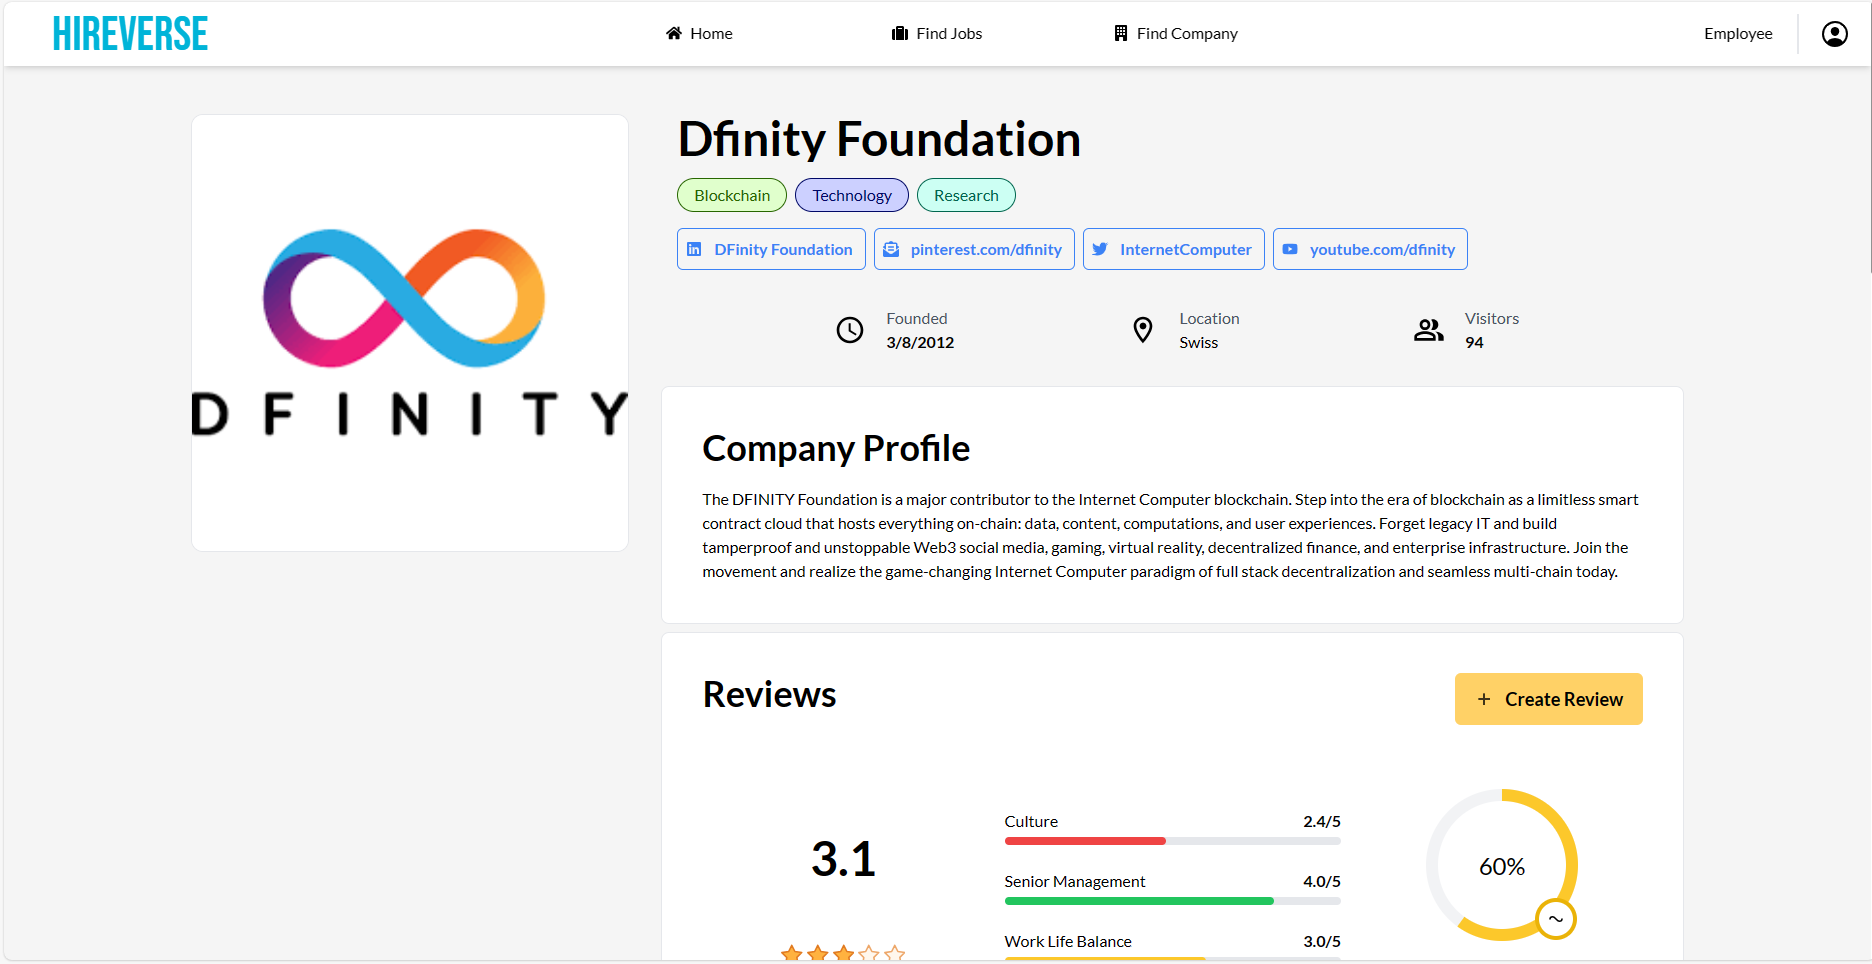 HIREVERSE
Home
Find Jobs
Find Company
Employee
DFINITY
Dfinity Foundation
Blockchain
Technology
Research
DFinity Foundation
pinterest.com/dfinity
InternetComputer
youtube.com/dfinity
Founded
3/8/2012
Location
Swiss
Visitors
94
Company Profile
The DFINITY Foundation is a major contributor to the Internet Computer blockchain. Step into the era of blockchain as a limitless smart
contract cloud that hosts everything on-chain: data, content, computations, and user experiences. Forget legacy IT and build
tamperproof and unstoppable Web3 social media, gaming, virtual reality, decentralized finance, and enterprise infrastructure. Join the
movement and realize the game-changing Internet Computer paradigm of full stack decentralization and seamless multi-chain today.
Reviews
+ Create Review
3.1
Culture 2.4/5
Senior Management 4.0/5
Work Life Balance 3.0/5
60%
~